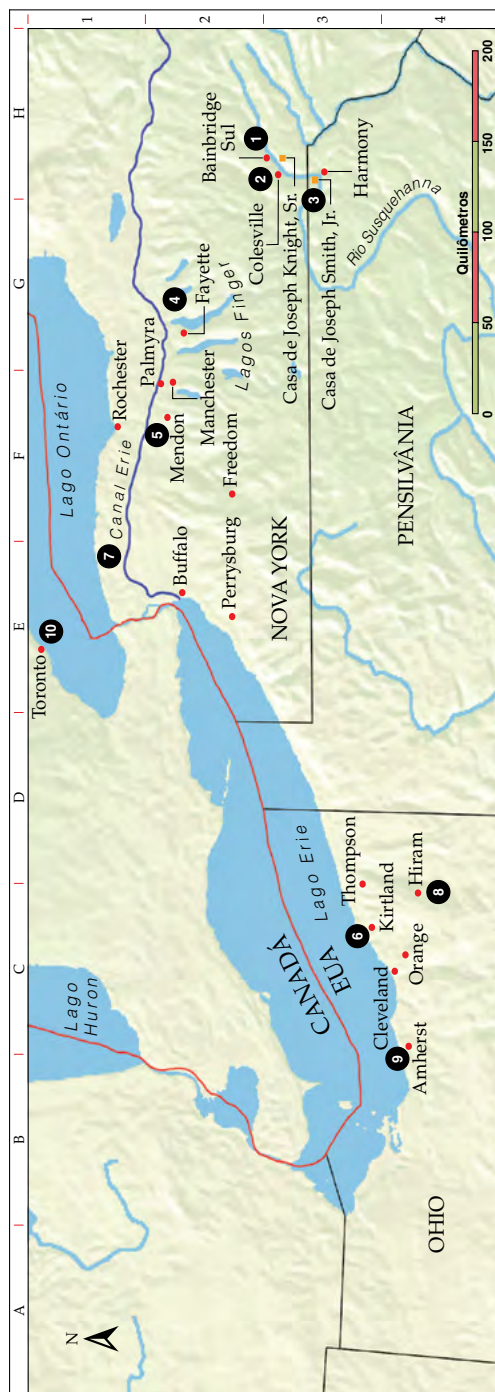 A
B
C
D
E
F
G
H
1
2
3
4
N
Lago
Huron
Toronto
10
Lago Ontário
7
Canal Erie
Rochester
Palmyra
5
Mendon
Manchester
4
Fayette
Lagos Finger
Buffalo
Perrysburg
Freedom
NOVA YORK
Bainbridge
Sul
1
2
Colesville
Casa de Joseph Knight, Sr.
3
Casa de Joseph Smith, Jr.
Harmony
Rio Susquehanna
PENSILVÂNIA
CANADÁ
EUA
Lago Erie
Thompson
6
Kirtland
Hiram
8
Cleveland
Orange
9
Amherst
OHIO
Quilômetros
0
50
100
150
200